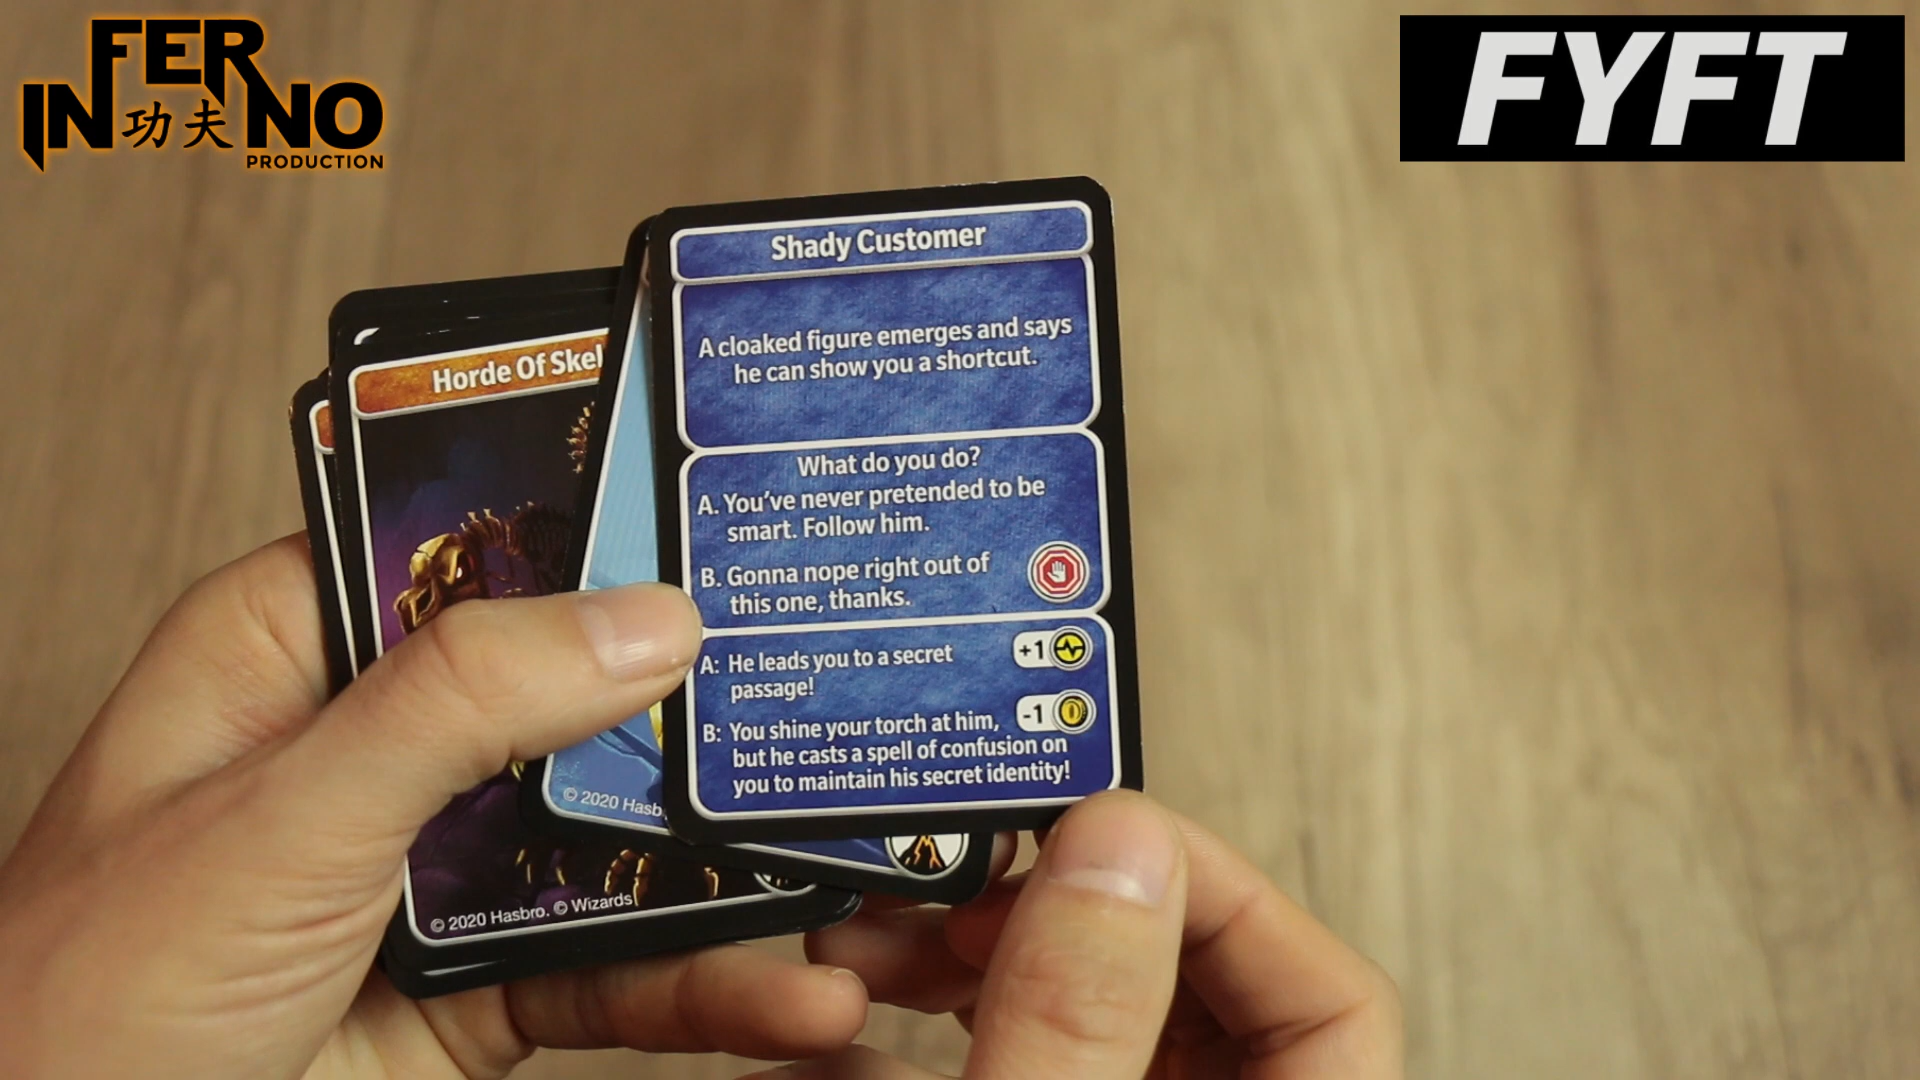 INFERNO
功夫
PRODUCTION
FYFT
Shady Customer
A cloaked figure emerges and says
he can show you a shortcut.
What do you do?
A. You've never pretended to be
smart. Follow him.
B. Gonna nope right out of
this one, thanks.
A: He leads you to a secret
passage!
+1
B: You shine your torch at him,
-1
but he casts a spell of confusion on
you to maintain his secret identity!
Horde Of Skel
© 2020 Hasb
© 2020 Hasbro. © Wizards